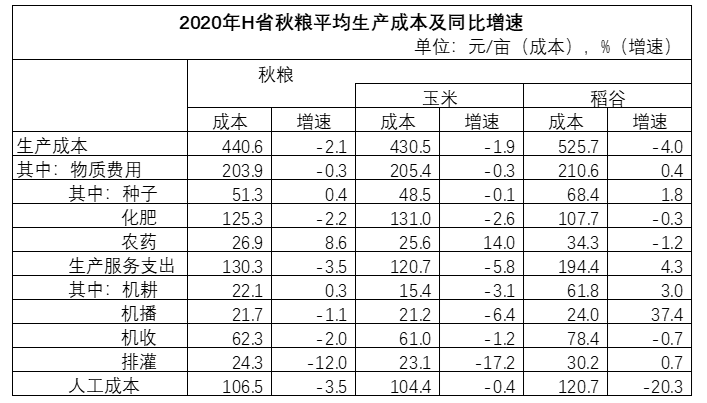 2020年H省秋粮平均生产成本及同比增速
单位：元/亩（成本），%（增速）
秋粮
玉米 稻谷
成本 增速 成本 增速 成本 增速
生产成本 440.6 -2.1 430.5 -1.9 525.7 -4.0
其中：物质费用 203.9 -0.3 205.4 -0.3 210.6 0.4
其中：种子 51.3 0.4 48.5 -0.1 68.4 1.8
化肥 125.3 -2.2 131.0 -2.6 107.7 -0.3
农药 26.9 8.6 25.6 14.0 34.3 -1.2
生产服务支出 130.3 -3.5 120.7 -5.8 194.4 4.3
其中：机耕 22.1 0.3 15.4 -3.1 61.8 3.0
机播 21.7 -1.1 21.2 -6.4 24.0 37.4
机收 62.3 -2.0 61.0 -1.2 78.4 -0.7
排灌 24.3 -12.0 23.1 -17.2 30.2 0.7
人工成本 106.5 -3.5 104.4 -0.4 120.7 -20.3